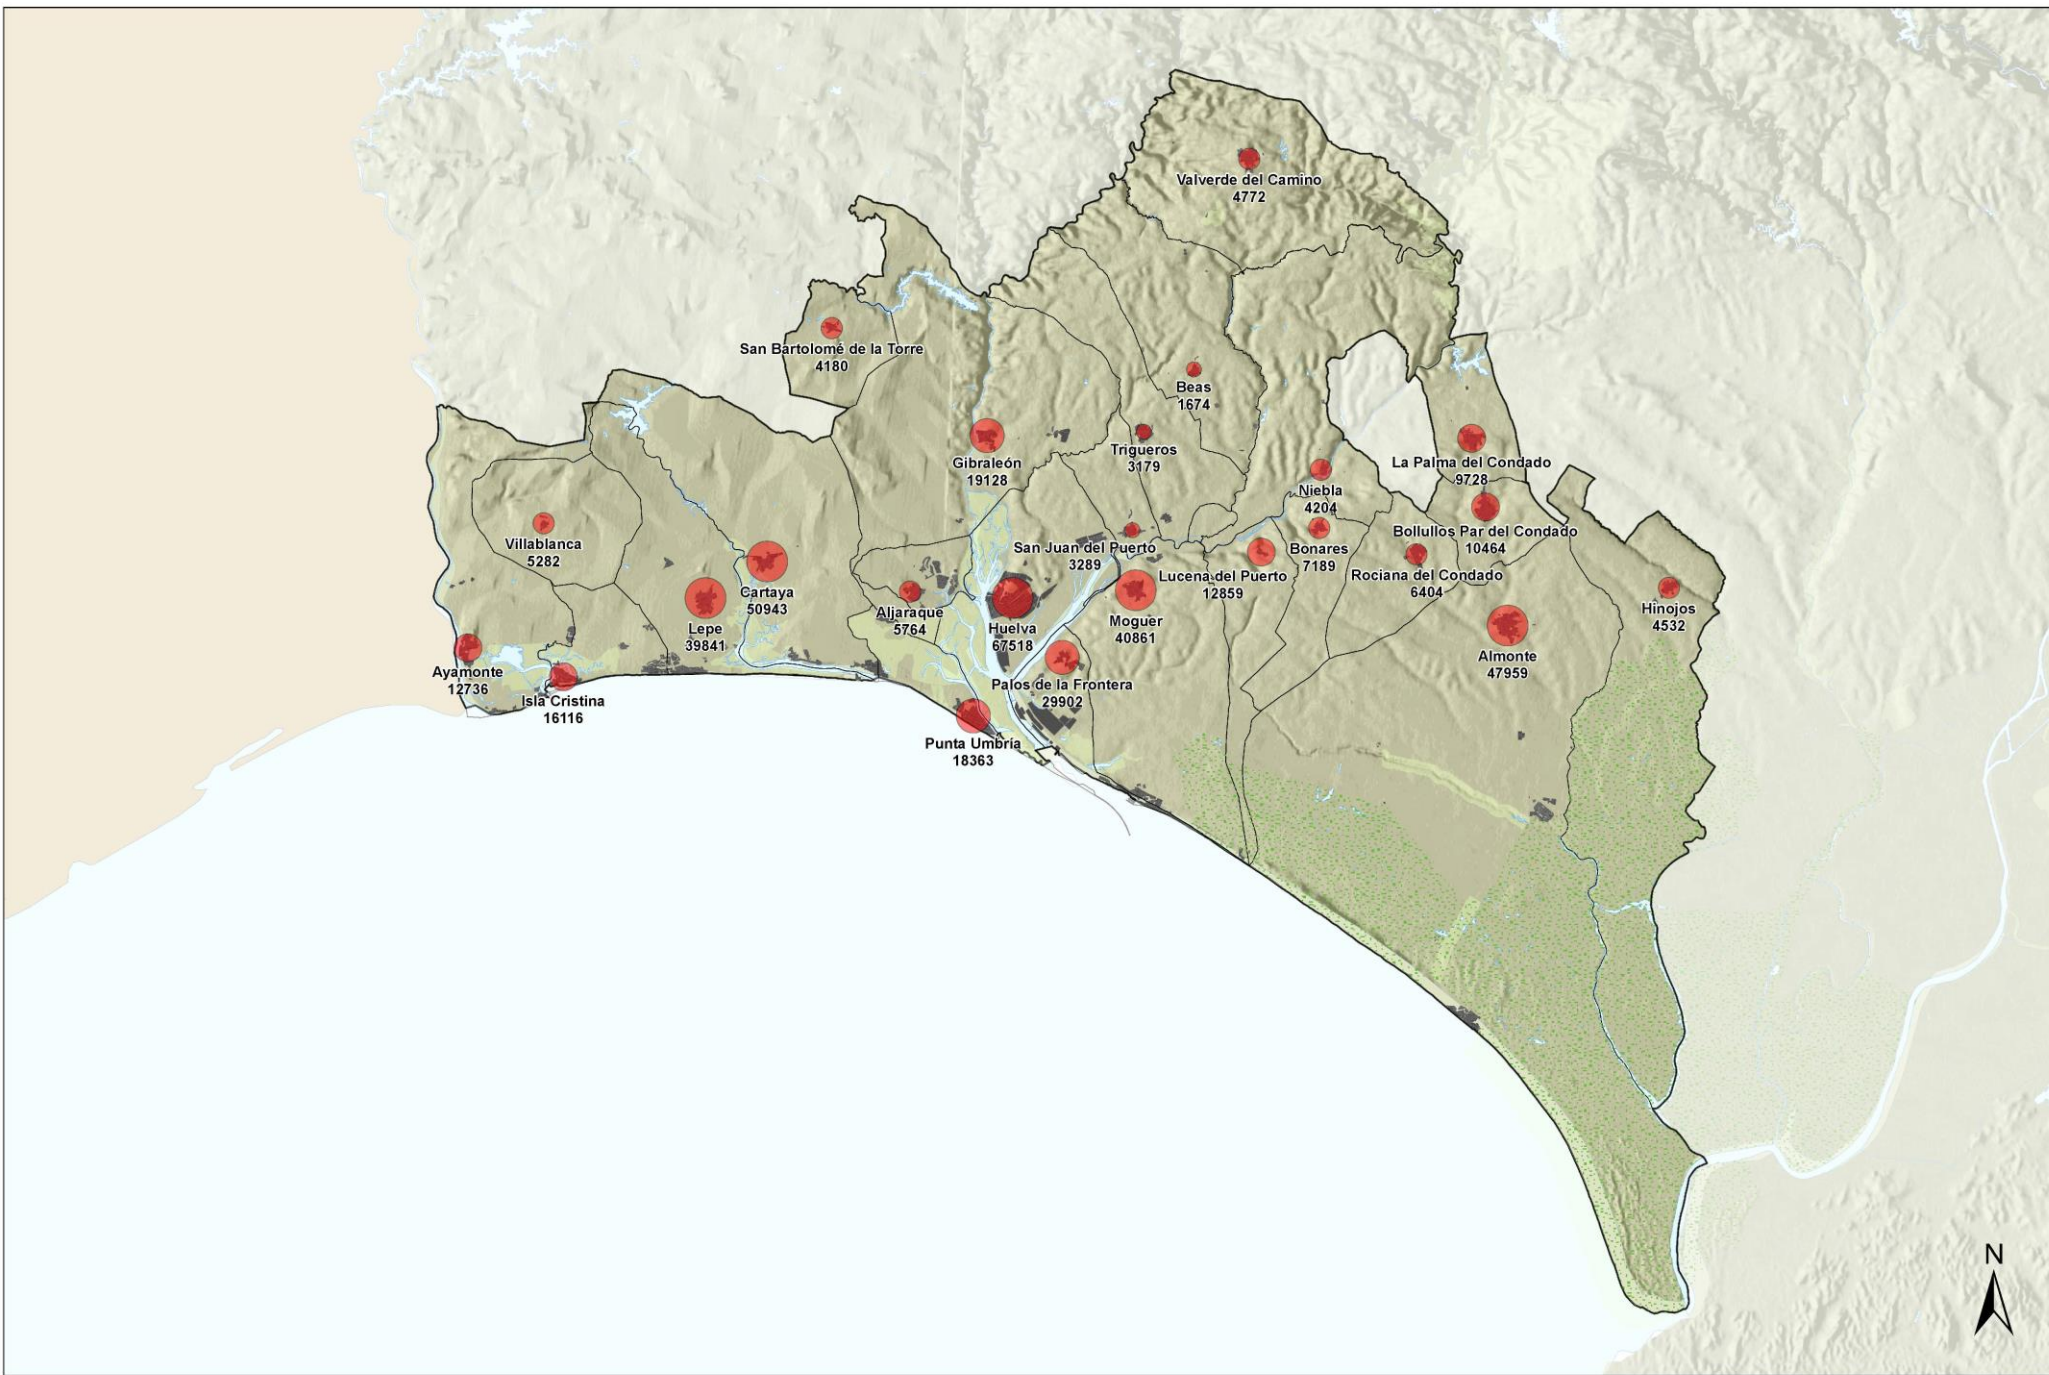 Valverde del Camino
4772
San Bartolomé de la Torre
4180
Beas
1674
Trigueros
3179
Gibraleón
19128
La Palma del Condado
9728
Niebla
4204
Villablanca
5282
Bollullos Par del Condado
10464
San Juan del Puerto
3289
Bonares
7189
Lucena del Puerto
12859
Rociana del Condado
6404
Cartaya
50943
Aljaraque
5764
Hinojos
4532
Lepe
39841
Huelva
67518
Moguer
40861
Almonte
47959
Ayamonte
12736
Palos de la Frontera
29902
Isla Cristina
16116
Punta Umbría
18363
N